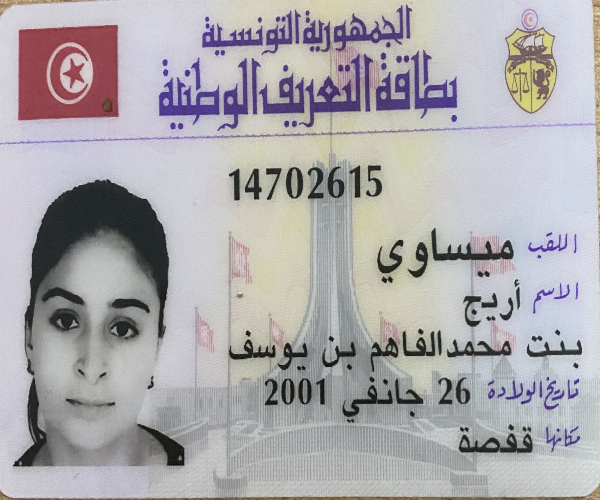 الجمهورية التونسية
بطاقة التعريف الوطنية
14702615
اللقب ميساوي
الاسم أريج
بنت محمدالفاهم بن يوسف
تاريخ الولادة 26 جانفي 2001
مكانها قفصة